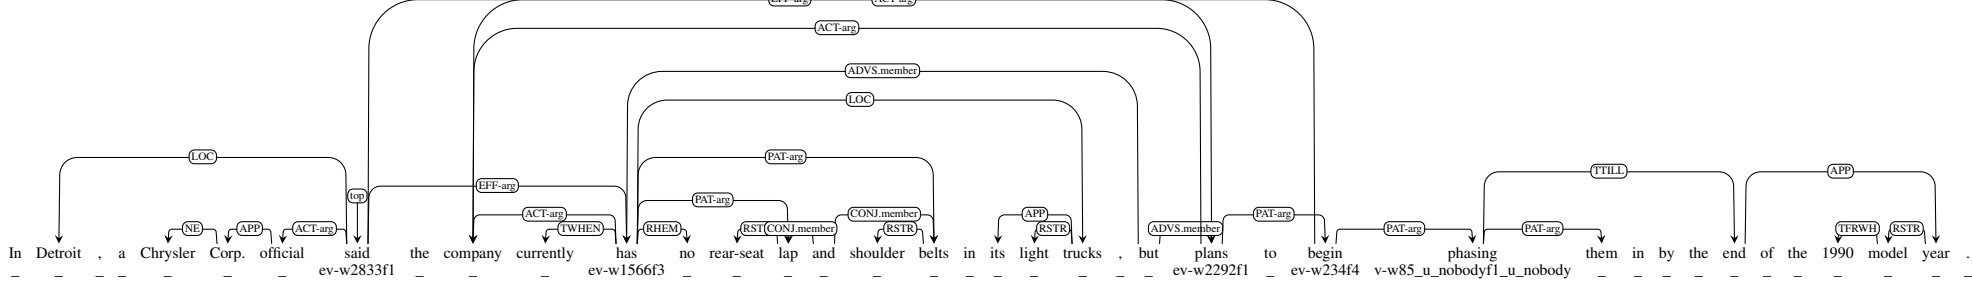 EFF-arg ACT-arg
ACT-arg
ADVS.member
LOC
LOC PAT-arg
TTILL APP
EFF-arg
top PAT-arg
ACT-arg CONJ.member PAT-arg APP
NE APP ACT-arg TWHEN RHEM CONJ.member RSTR RSTR ADVS.member PAT-arg PAT-arg TFRWH RSTR
In Detroit , a Chrysler Corp. official said the company currently has no rear-seat lap and shoulder belts in its light trucks , but plans to begin phasing them in by the end of the 1990 model year .
_ _ _ _ _ _ _ ev-w2833f1 _ _ _ ev-w1566f3 _ _ _ _ _ _ _ _ _ _ _ _ ev-w2292f1 _ ev-w234f4 v-w85_u_nobodyf1_u_nobody _ _ _ _ _ _ _ _ _ _ _